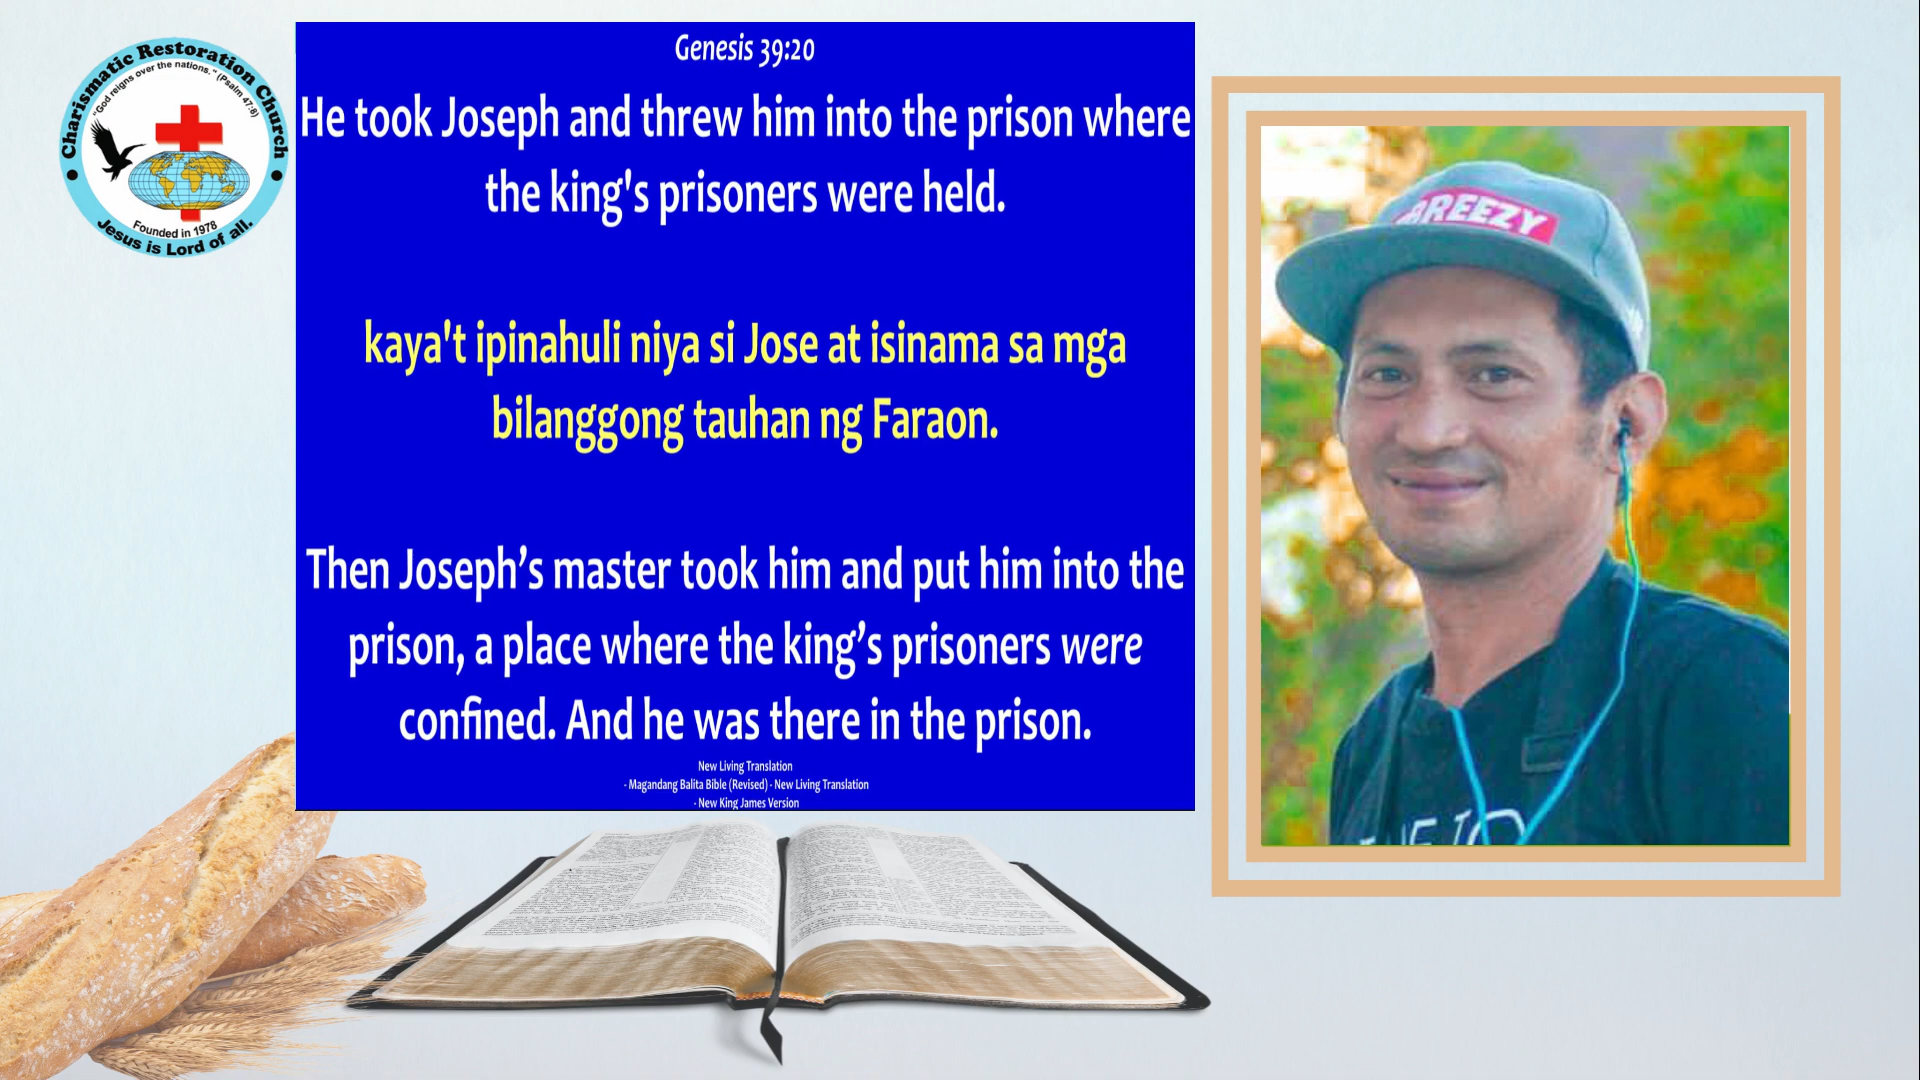 Charismatic Restoration Church
"God reigns over the nations." (Psalm 47:8)
Founded in 1978
Jesus is Lord of all.
Genesis 39:20
He took Joseph and threw him into the prison where
the king's prisoners were held.
kaya't ipinahuli niya si Jose at isinama sa mga
bilanggong tauhan ng Faraon.
Then Joseph’s master took him and put him into the
prison, a place where the king’s prisoners were
confined. And he was there in the prison.
New Living Translation
- Magandang Balita Bible (Revised) - New Living Translation
- New King James Version
BREEZY